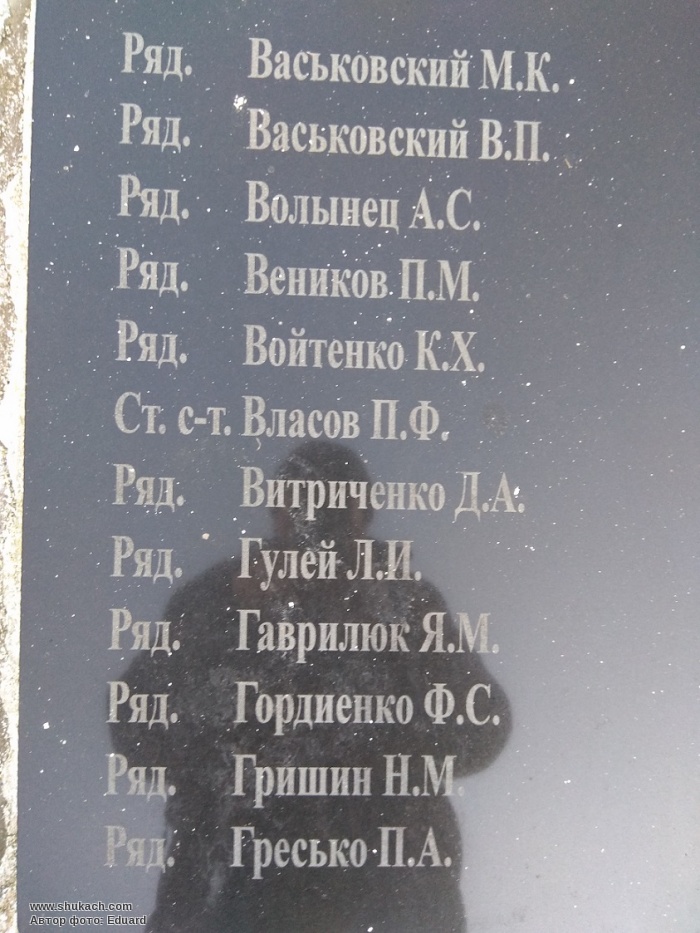 Ряд. Васьковский М.К.
Ряд. Васьковский В.П.
Ряд. Волынец А.С.
Ряд. Веников П.М.
Ряд. Войтенко К.Х.
Ст. с-т. Власов П.Ф.
Ряд. Витриченко Д.А.
Ряд. Гулей Л.И.
Ряд. Гаврилюк Я.М.
Ряд. Гордиенко Ф.С.
Ряд. Гришин Н.М.
Ряд. Гресько П.А.
www.shukach.com
Автор фото: Eduard